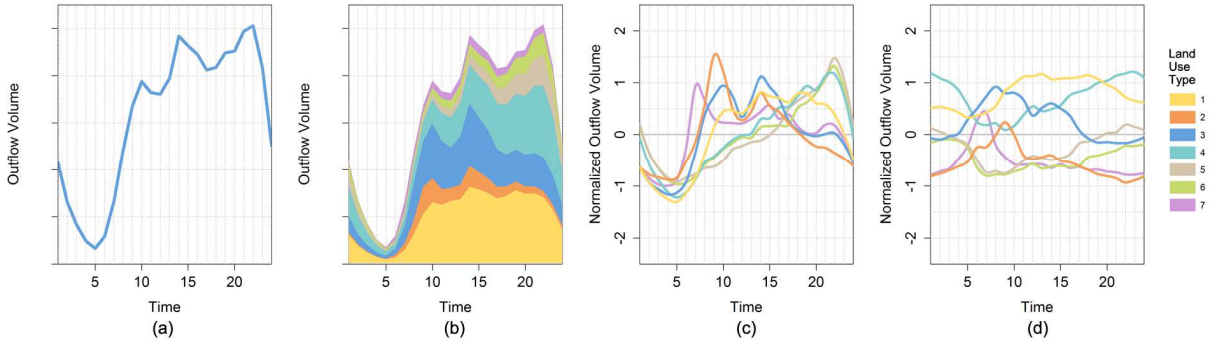 Outflow Volume
5 10 15 20
Time
(a)
Outflow Volume
5 10 15 20
Time
(b)
Normalized Outflow Volume
2
1
0
-1
-2
5 10 15 20
Time
(c)
Normalized Outflow Volume
2
1
0
-1
-2
5 10 15 20
Time
(d)
Land
Use
Type
1
2
3
4
5
6
7